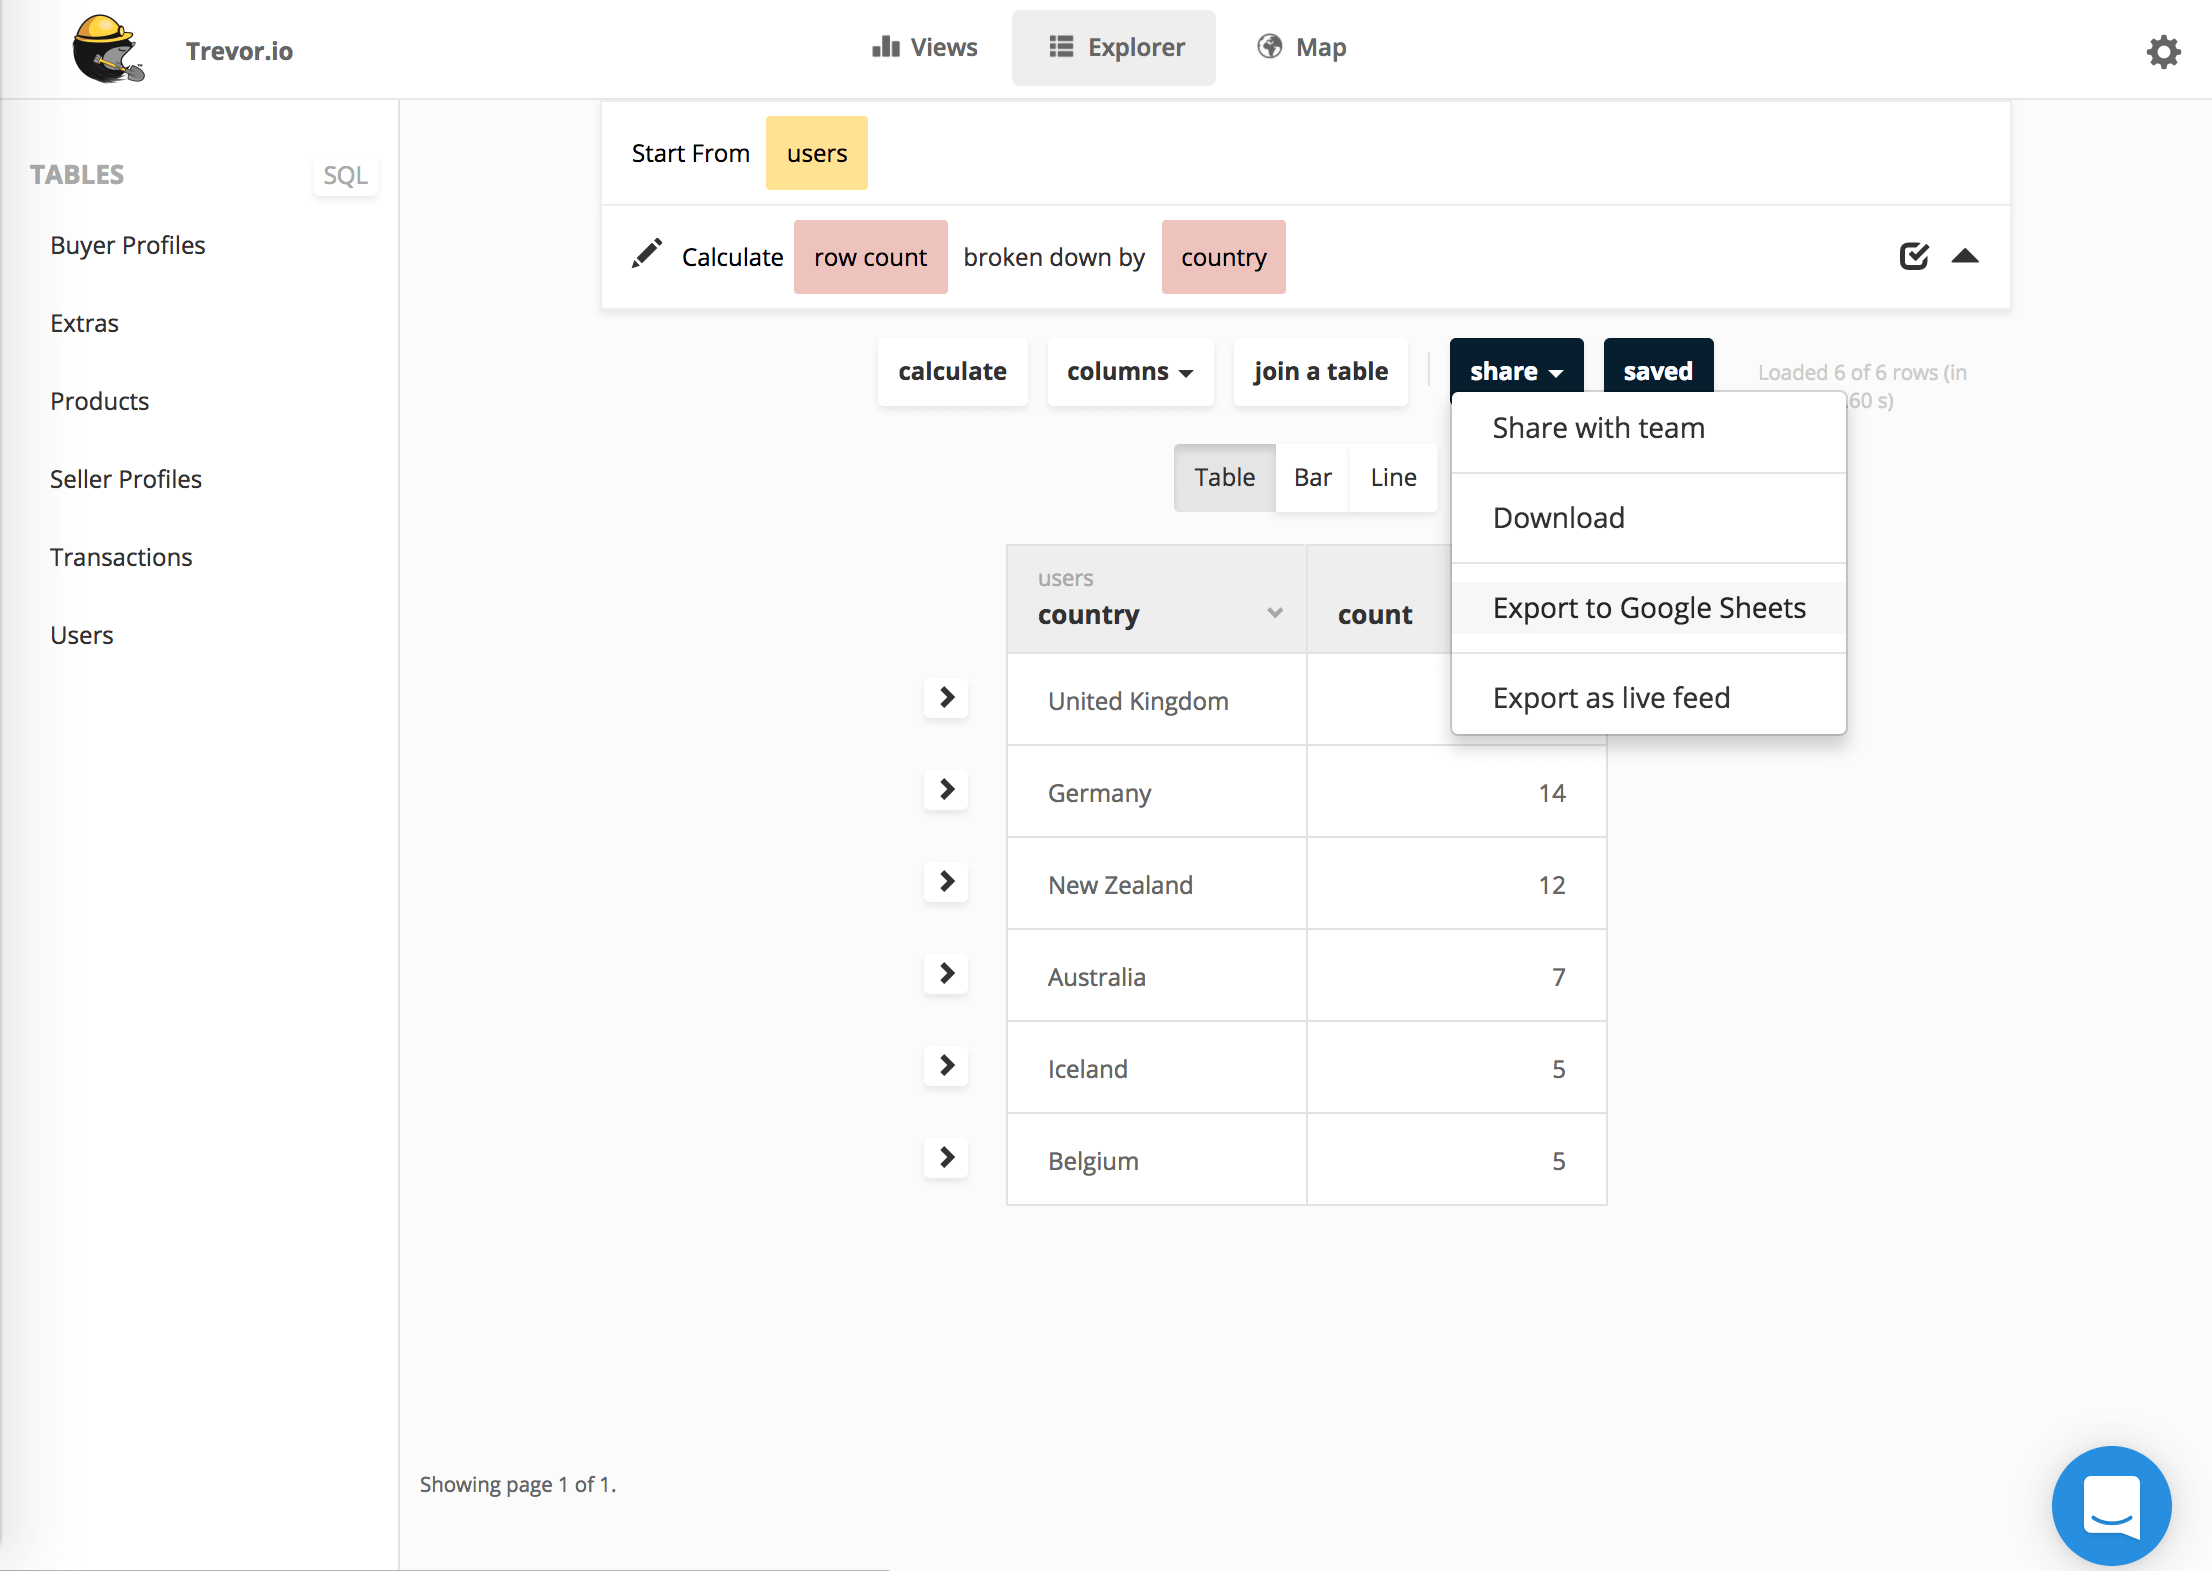 Trevor.io
Views
Explorer
Map
TABLES
SQL
Buyer Profiles
Extras
Products
Seller Profiles
Transactions
Users
Start From users
Calculate row count broken down by country
calculate
columns
join a table
share
saved
Loaded 6 of 6 rows (in
60 s)
Share with team
Download
Export to Google Sheets
Export as live feed
Table
Bar
Line
users
country
count
United Kingdom
Germany 14
New Zealand 12
Australia 7
Iceland 5
Belgium 5
Showing page 1 of 1.